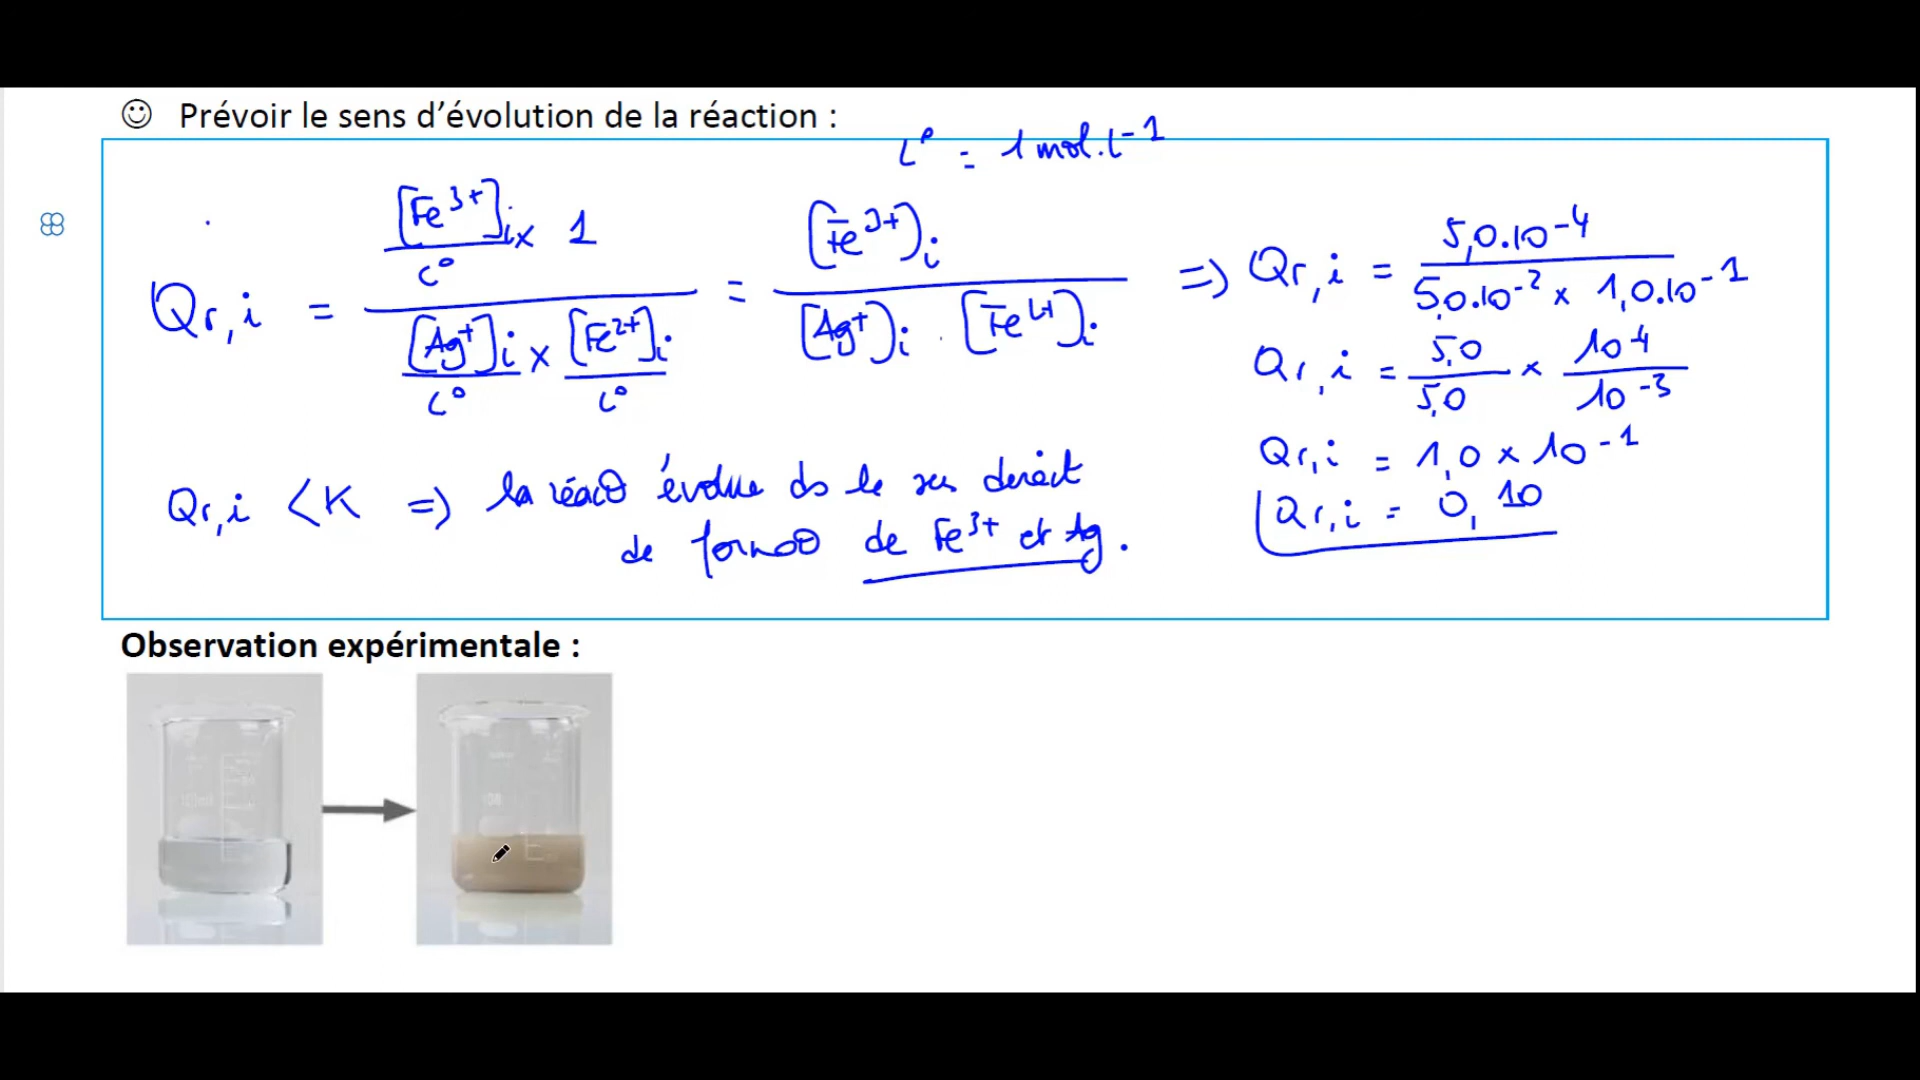 ☺ Prévoir le sens d’évolution de la réaction :
C° = 1 mol.L-1
Qr,i = ([Fe3+]i/C° × 1) / ([Ag+]i/C° × [Fe2+]i/C°) = [Fe3+]i / ([Ag+]i . [Fe2+]i) => Qr,i = 5,0.10-4 / (5,0.10-2 × 1,0.10-1)
Qr,i = 5,0/5,0 × 10-4/10-3
Qr,i = 1,0 × 10-1
Qr,i = 0,10
Qr,i < K => la réacΘ évolue ds le sens direct
de formaΘ de Fe3+ et Ag.
Observation expérimentale :